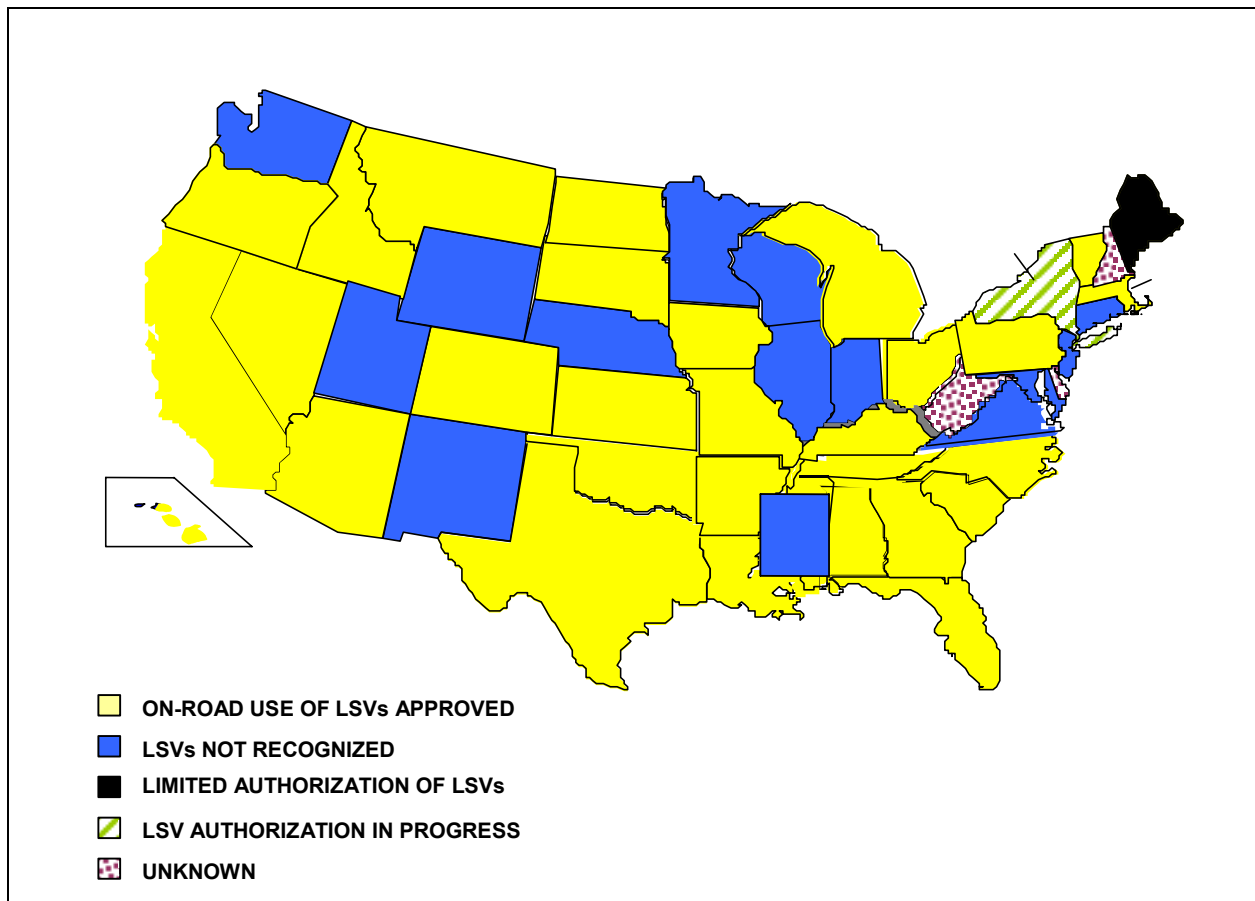 ON-ROAD USE OF LSVs APPROVED
LSVs NOT RECOGNIZED
LIMITED AUTHORIZATION OF LSVs
LSV AUTHORIZATION IN PROGRESS
UNKNOWN